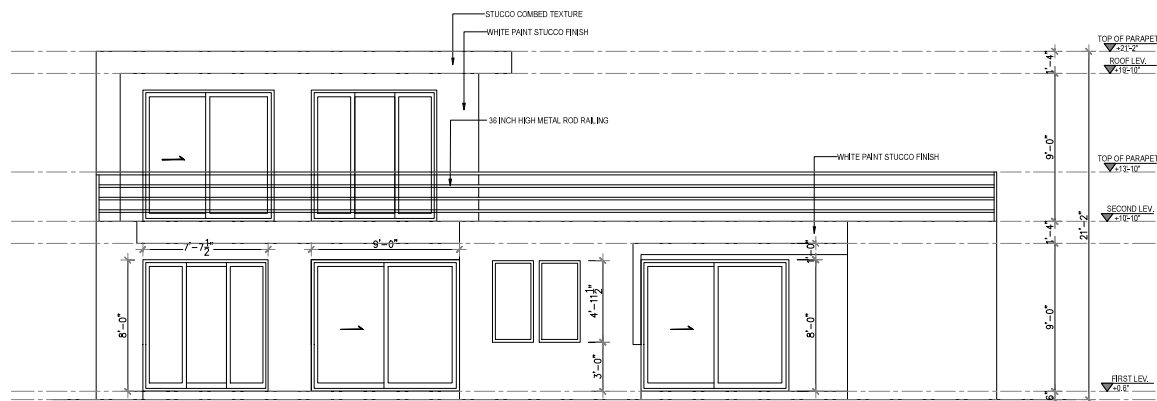 STUCCO COMBED TEXTURE
WHITE PAINT STUCCO FINISH
TOP OF PARAPET
+21'-2"
1'-4"
ROOF LEV.
+19'-10"
36 INCH HIGH METAL ROD RAILING
9'-0"
WHITE PAINT STUCCO FINISH
TOP OF PARAPET
+13'-10"
1
SECOND LEV.
+10'-10"
1'-4"
21'-2"
7'-7 1/2"
9'-0"
1'-0"
8'-0"
1
4'-11 1/2"
1
8'-0"
9'-0"
3'-0"
FIRST LEV.
+0.6"
6"